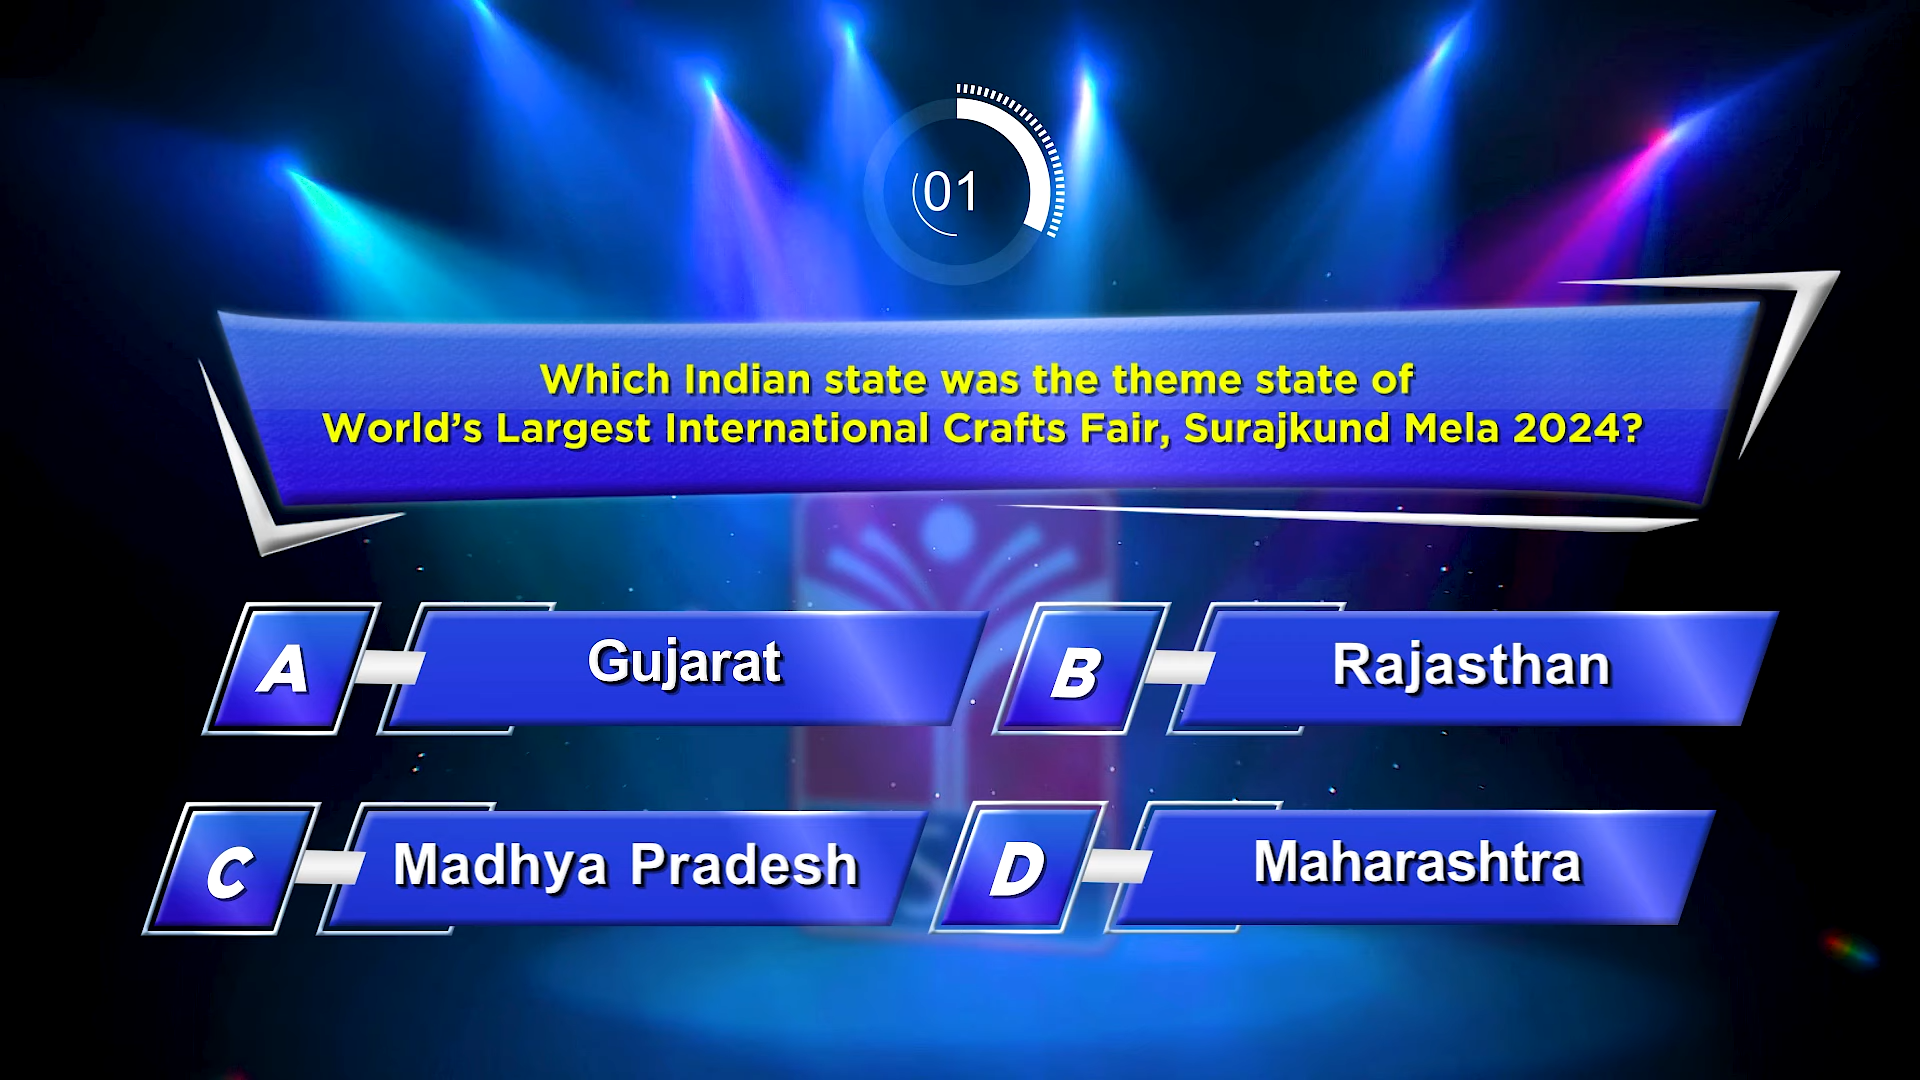 01
Which Indian state was the theme state of
World's Largest International Crafts Fair, Surajkund Mela 2024?
A Gujarat
B Rajasthan
C Madhya Pradesh
D Maharashtra